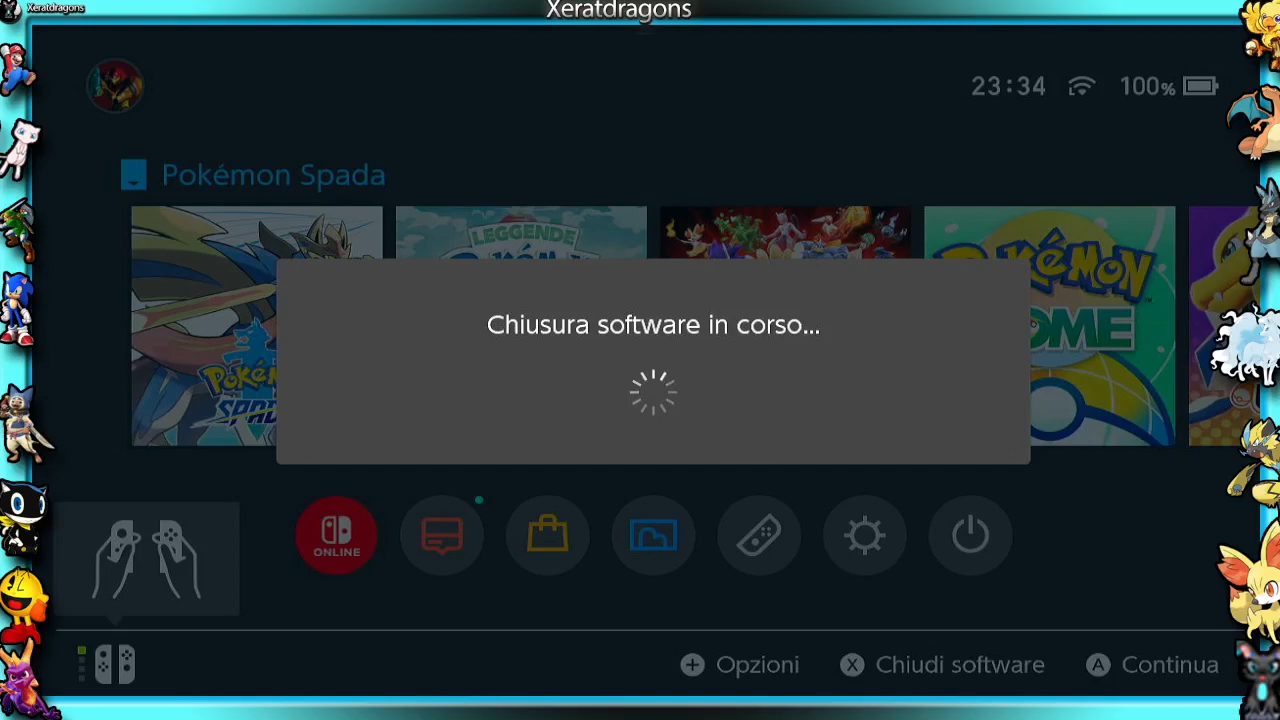 Xeratdragons
Xeratdragons
23:34 100%
Pokémon Spada
LEGGENDE
Chiusura software in corso...
ONLINE
Opzioni
X Chiudi software
A Continua